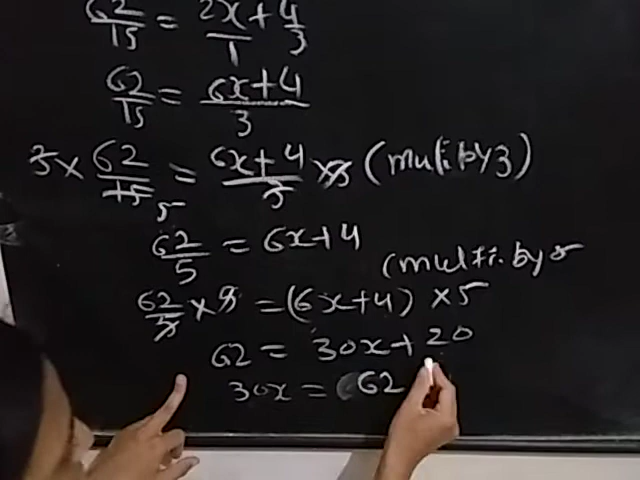 62/15 = 2x/1 + 4/3
62/15 = 6x+4/3
3 × 62/15 5 = 6x+4/3 ×3 (multi by 3)
62/5 = 6x+4
(multi. by 5
62/5 × 5 = (6x+4) ×5
62 = 30x+20
30x = 62